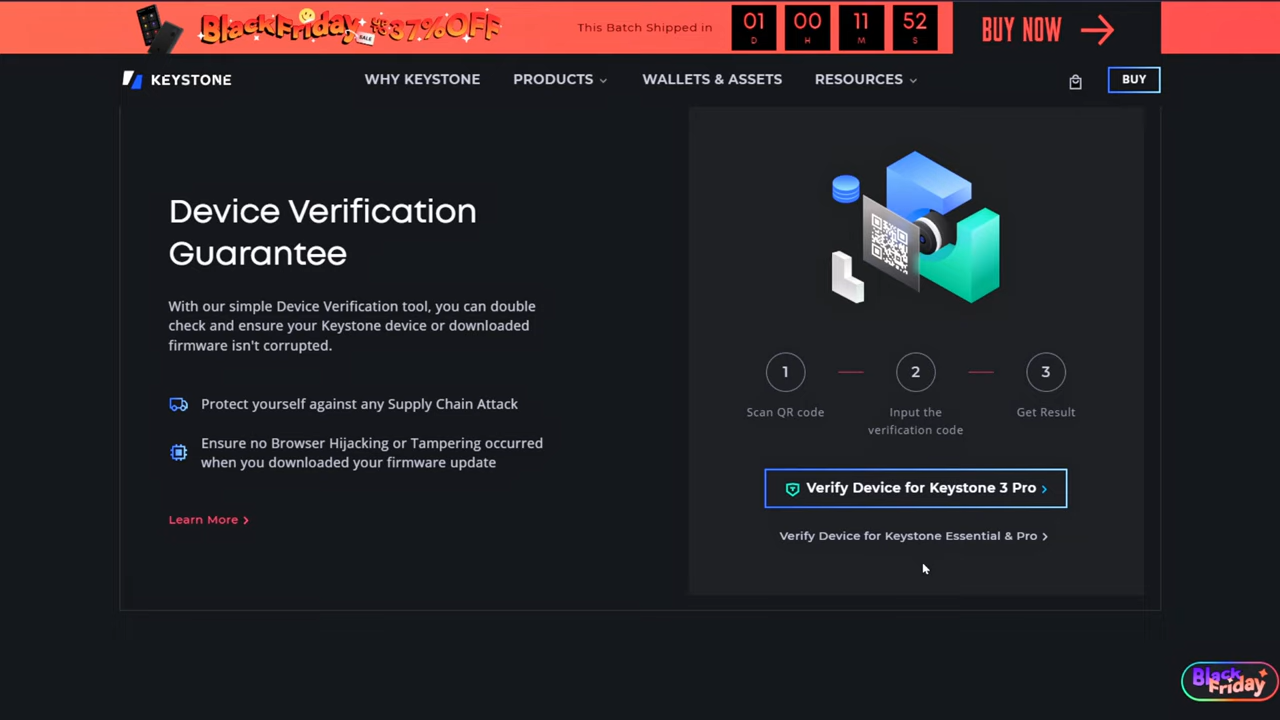 BlackFriday UP TO 37% OFF
SALE
This Batch Shipped in
01 00 11 52
D H M S
BUY NOW
KEYSTONE
WHY KEYSTONE PRODUCTS WALLETS & ASSETS RESOURCES
BUY
Device Verification
Guarantee
With our simple Device Verification tool, you can double
check and ensure your Keystone device or downloaded
firmware isn't corrupted.
Protect yourself against any Supply Chain Attack
Ensure no Browser Hijacking or Tampering occurred
when you downloaded your firmware update
Learn More
1 2 3
Scan QR code
Input the
verification code
Get Result
Verify Device for Keystone 3 Pro
Verify Device for Keystone Essential & Pro
Black
Friday